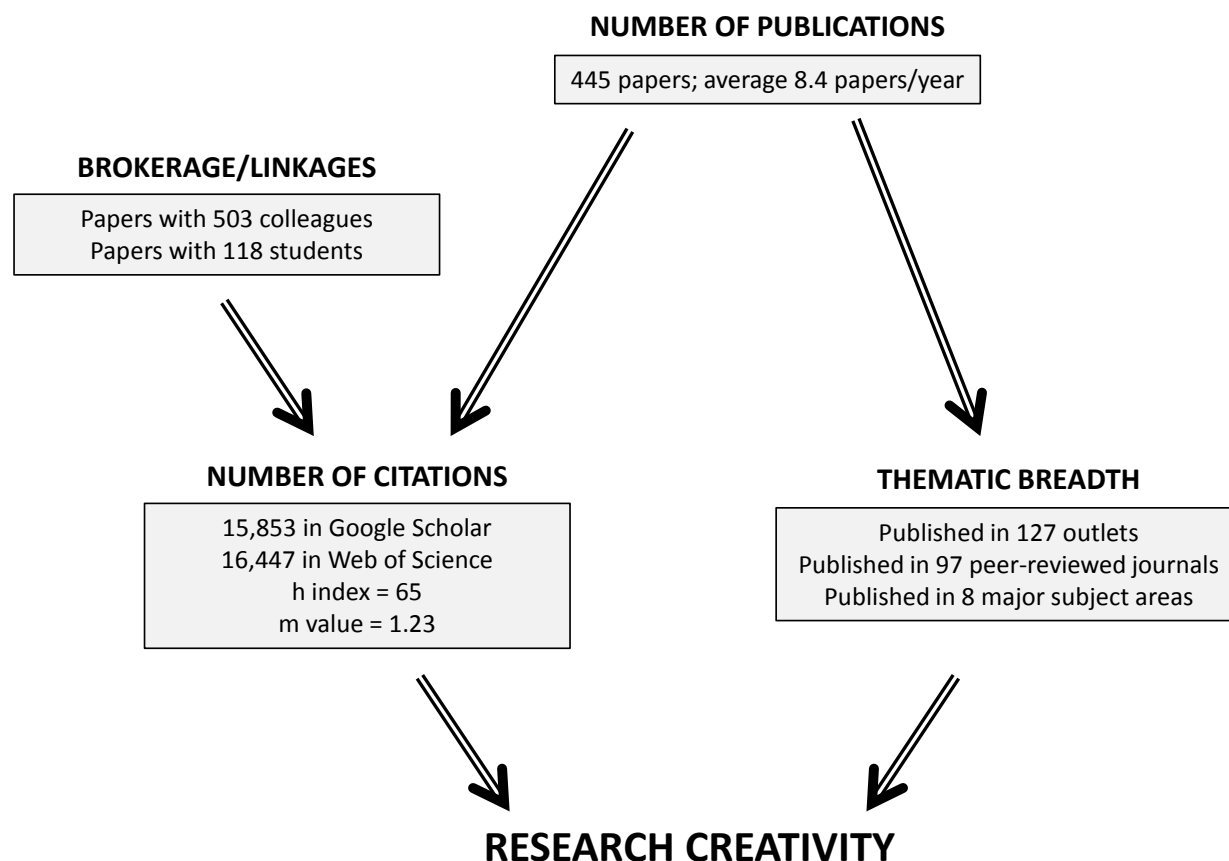 NUMBER OF PUBLICATIONS
445 papers; average 8.4 papers/year
BROKERAGE/LINKAGES
Papers with 503 colleagues
Papers with 118 students
NUMBER OF CITATIONS
15,853 in Google Scholar
16,447 in Web of Science
h index = 65
m value = 1.23
THEMATIC BREADTH
Published in 127 outlets
Published in 97 peer-reviewed journals
Published in 8 major subject areas
RESEARCH CREATIVITY